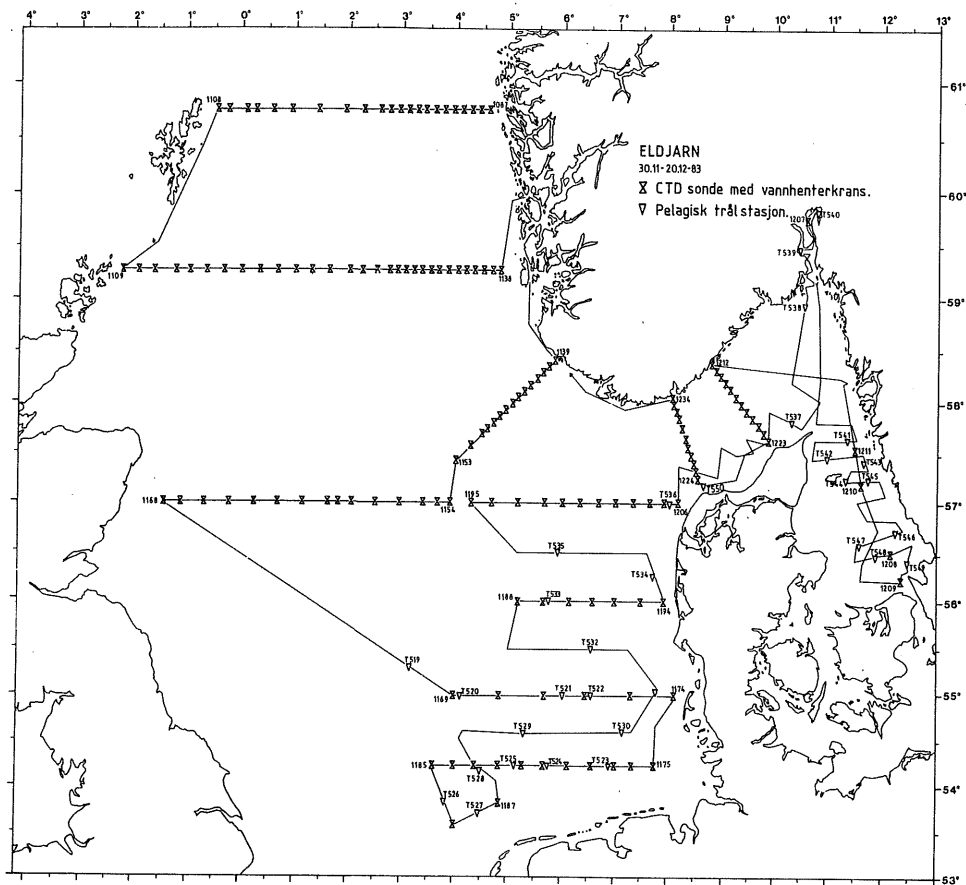 4° 3° 2° 1° 0° 1° 2° 3° 4° 5° 6° 7° 8° 9° 10° 11° 12° 13°
61°
1108 1087
ELDJARN
30.11-20.12-83
CTD sonde med vannhenterkrans.
Pelagisk trålstasjon.
60°
1207 T540
T539
1109 1138
59°
T538
1139 1212
1234
58°
T537
T541
1223
1211
T542 T543
1153
T545
1224 T550
T544
1210
1168 1154 1195 T536 1206
57°
T546
T535 T547
T548
1208 T549
T534
1209
1188 T533 1194
56°
T532
T519
1169 T520 T521 T522 1174
55°
T529 T530
1185 T525 T524 T523 1175
T528
54°
T526 T527 1187
53°